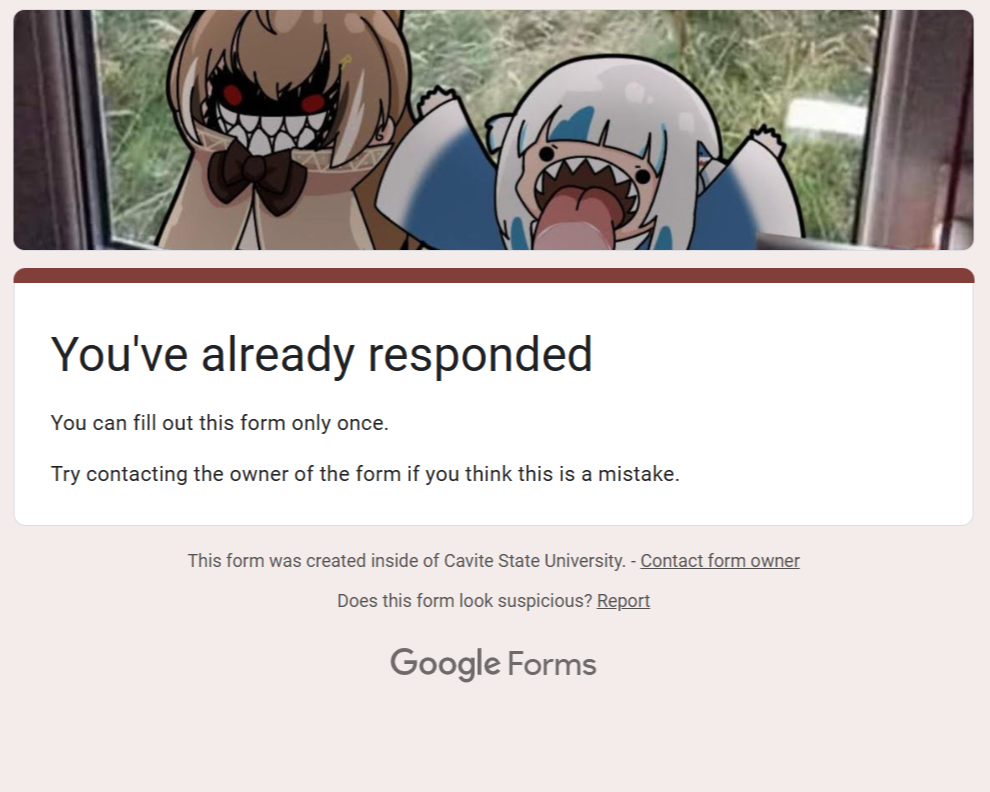 You've already responded
You can fill out this form only once.
Try contacting the owner of the form if you think this is a mistake.
This form was created inside of Cavite State University. - Contact form owner
Does this form look suspicious? Report
Google Forms